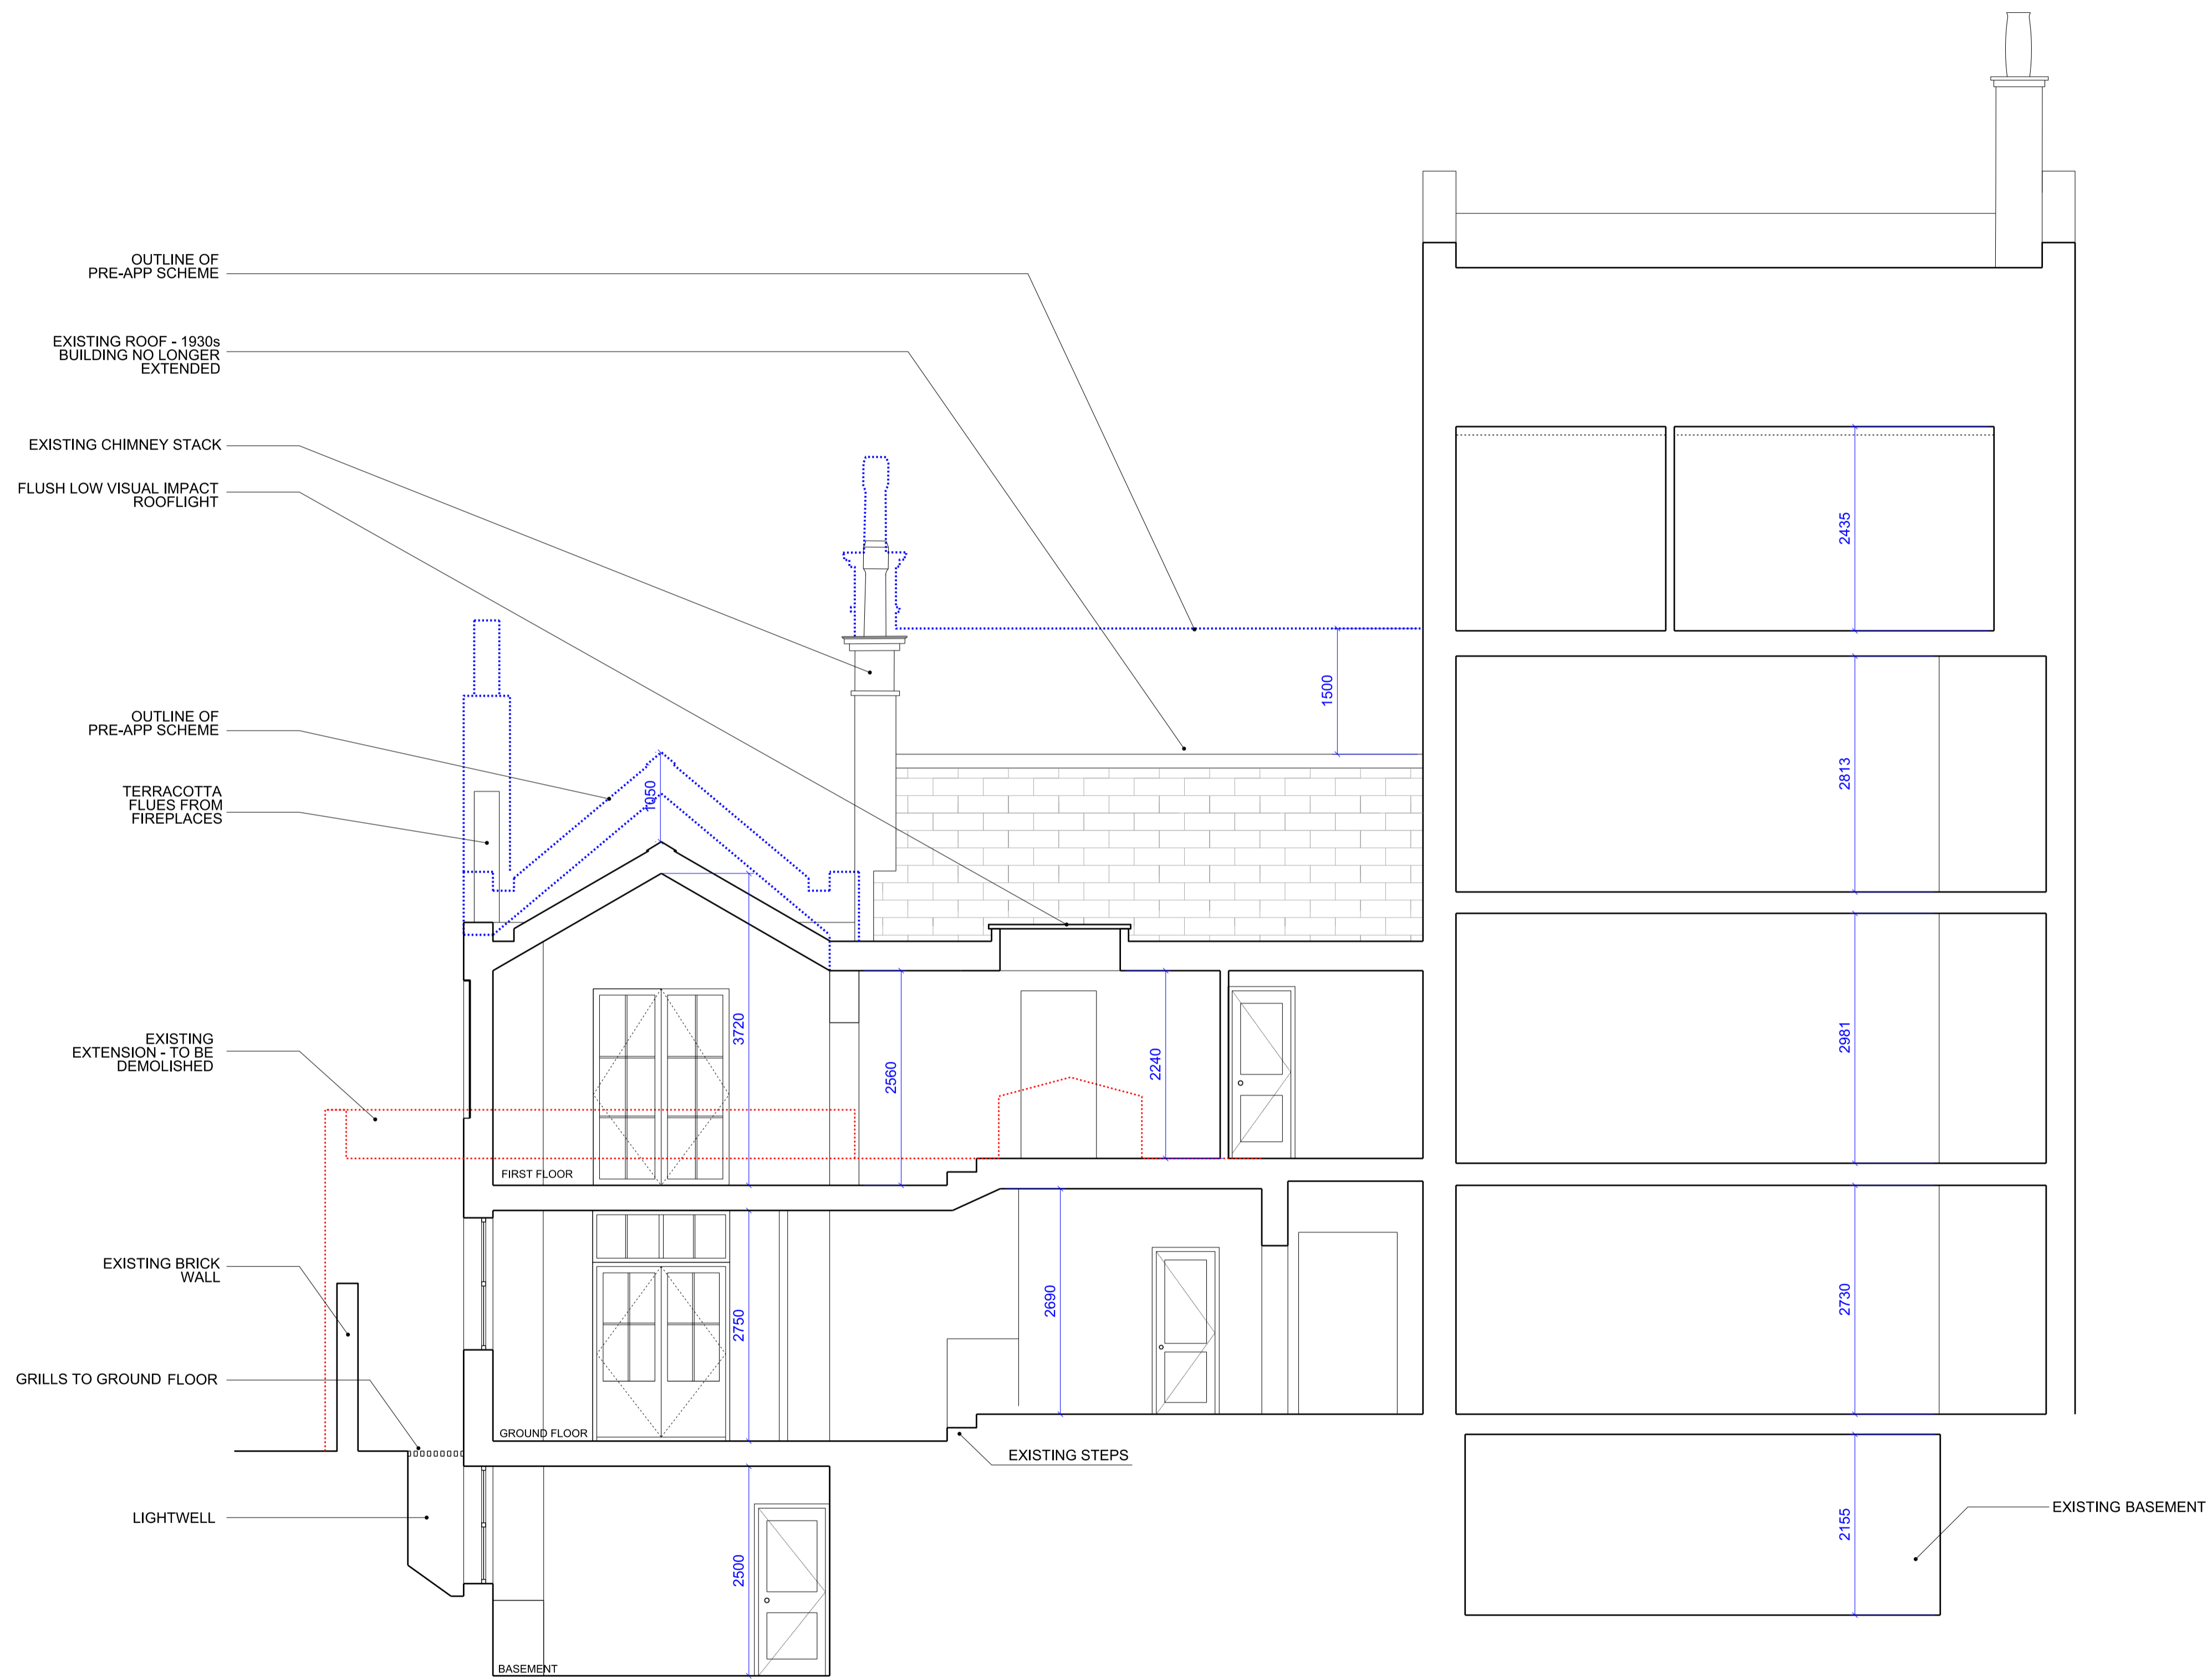 OUTLINE OF
PRE-APP SCHEME
EXISTING ROOF - 1930s
BUILDING NO LONGER
EXTENDED
EXISTING CHIMNEY STACK
FLUSH LOW VISUAL IMPACT
ROOFLIGHT
2435
1500
OUTLINE OF
PRE-APP SCHEME
TERRACOTTA
FLUES FROM
FIREPLACES
1050
2813
EXISTING
EXTENSION - TO BE
DEMOLISHED
3720
2560
2240
2981
FIRST FLOOR
EXISTING BRICK
WALL
2750
2690
2730
GRILLS TO GROUND FLOOR
GROUND FLOOR
EXISTING STEPS
LIGHTWELL
2500
2155
EXISTING BASEMENT
BASEMENT